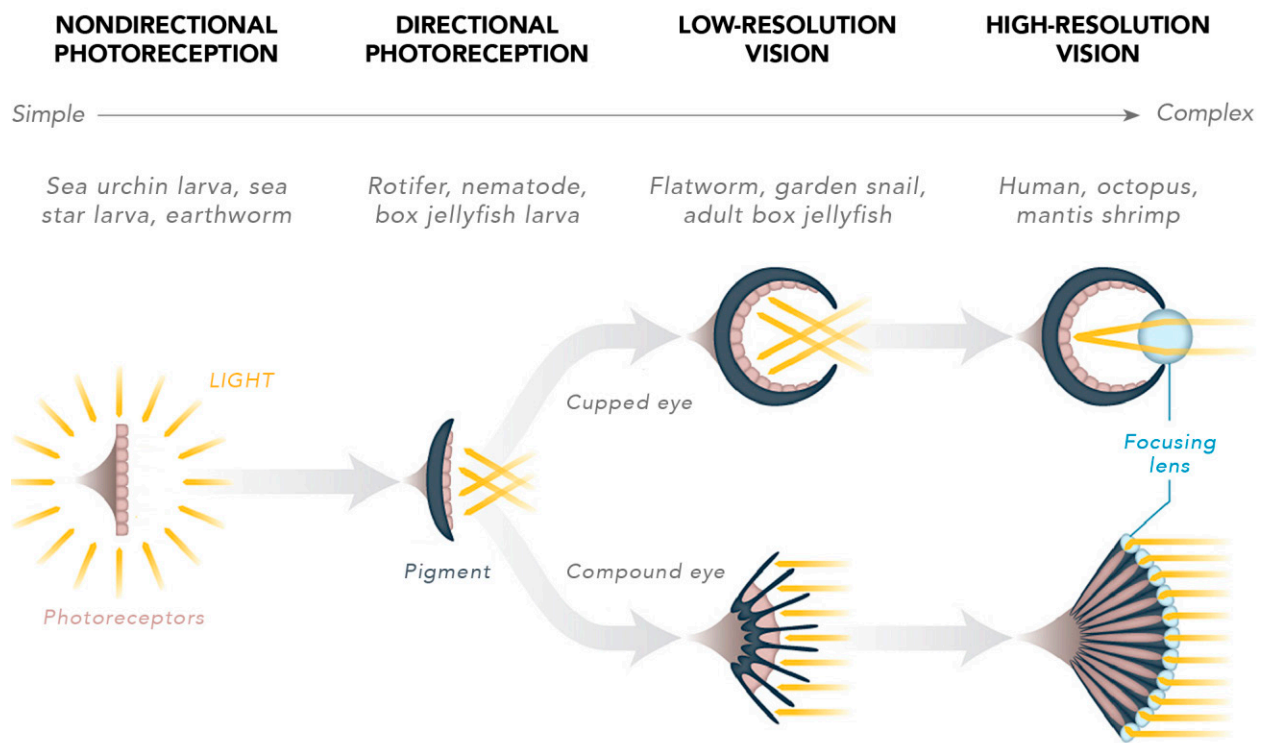 NONDIRECTIONAL
PHOTORECEPTION
DIRECTIONAL
PHOTORECEPTION
LOW-RESOLUTION
VISION
HIGH-RESOLUTION
VISION
Simple
Complex
Sea urchin larva, sea
star larva, earthworm
Rotifer, nematode,
box jellyfish larva
Flatworm, garden snail,
adult box jellyfish
Human, octopus,
mantis shrimp
LIGHT
Cupped eye
Focusing
lens
Pigment
Compound eye
Photoreceptors